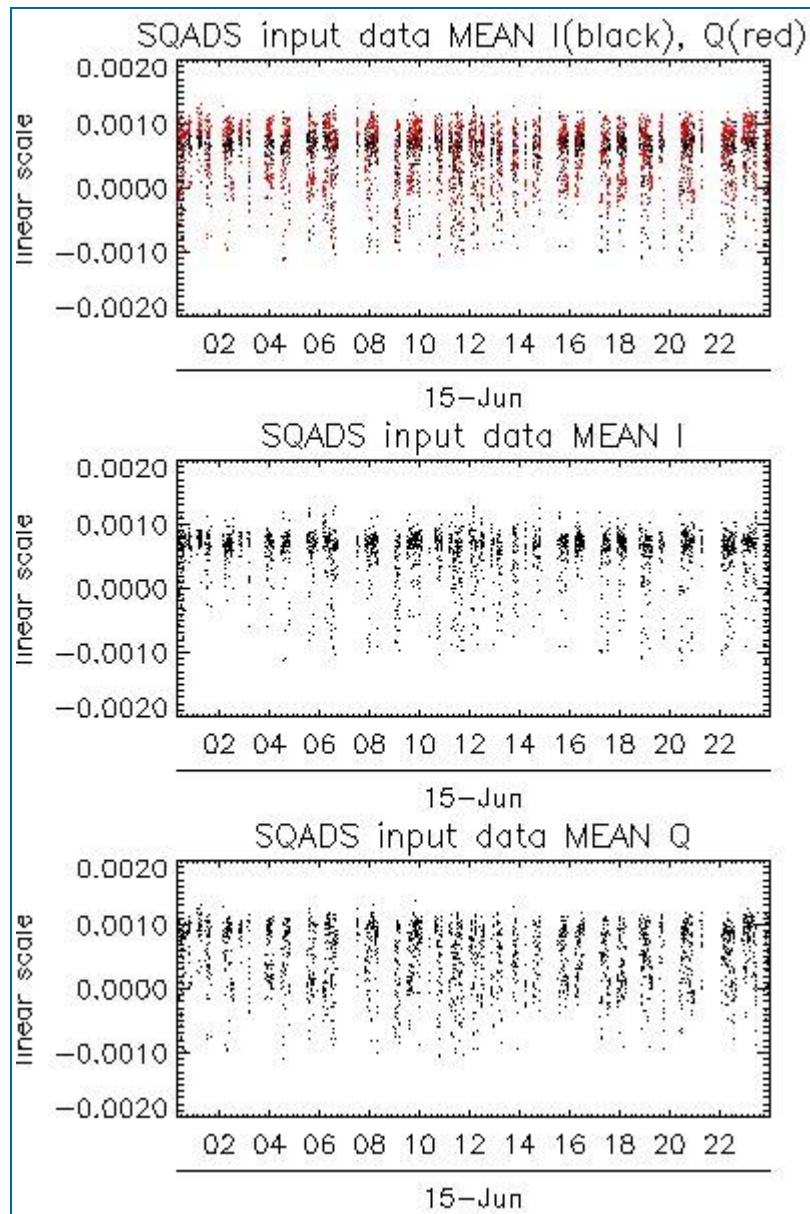 SQADS input data MEAN I(black), Q(red)
0.0020
0.0010
0.0000
-0.0010
-0.0020
linear scale
02 04 06 08 10 12 14 16 18 20 22
15-Jun
SQADS input data MEAN I
0.0020
0.0010
0.0000
-0.0010
-0.0020
linear scale
02 04 06 08 10 12 14 16 18 20 22
15-Jun
SQADS input data MEAN Q
0.0020
0.0010
0.0000
-0.0010
-0.0020
linear scale
02 04 06 08 10 12 14 16 18 20 22
15-Jun